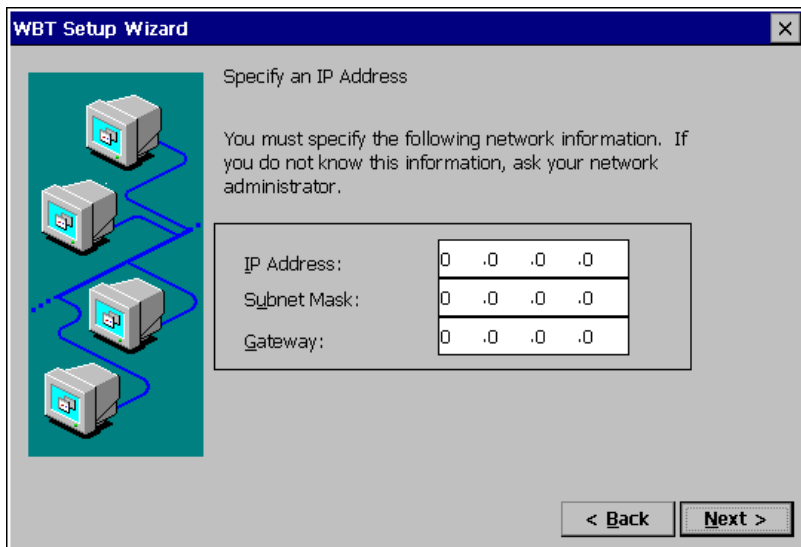 WBT Setup Wizard
Specify an IP Address
You must specify the following network information. If
you do not know this information, ask your network
administrator.
IP Address: 0 .0 .0 .0
Subnet Mask: 0 .0 .0 .0
Gateway: 0 .0 .0 .0
< Back Next >